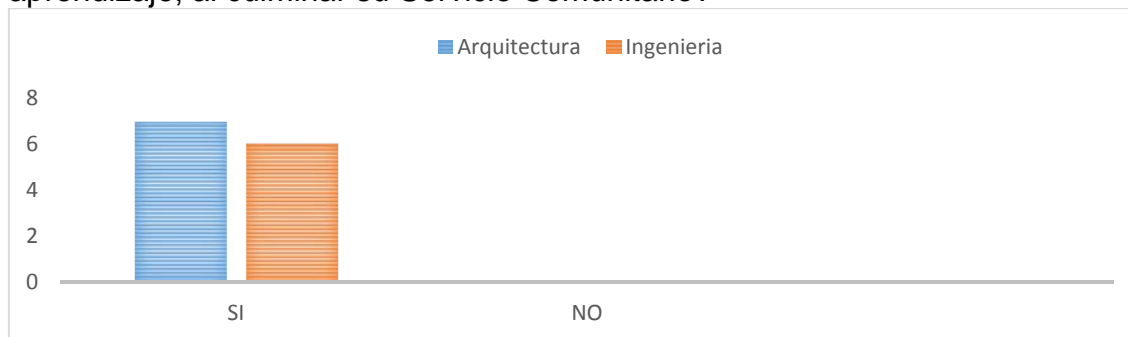 aprendizaje, al culminar su Servicio Comunitario?
Arquitectura Ingenieria
8
6
4
2
0
SI NO